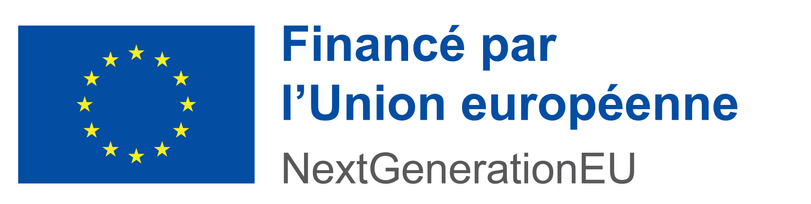 Financé par
l’Union européenne
NextGenerationEU